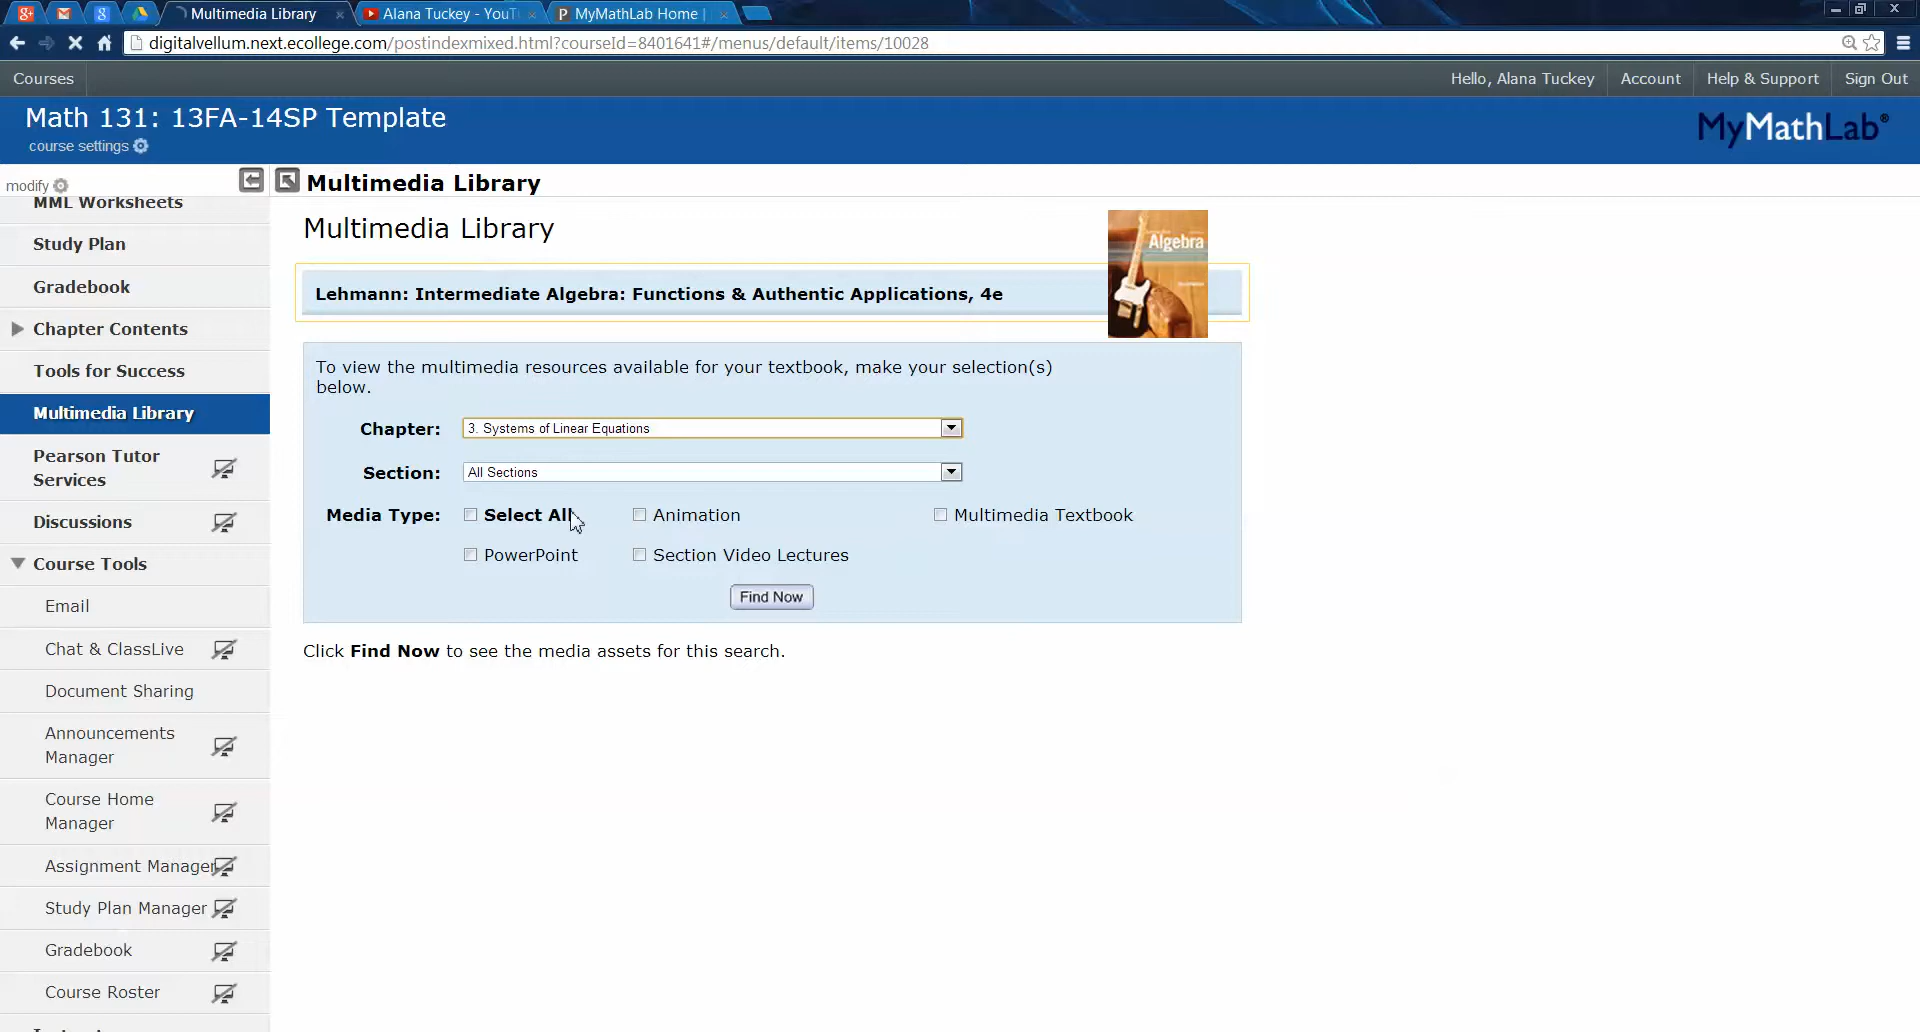 Multimedia Library
Alana Tuckey - YouT
MyMathLab Home |
digitalvellum.next.ecollege.com/postindexmixed.html?courseId=8401641#/menus/default/items/10028
Courses
Hello, Alana Tuckey
Account
Help & Support
Sign Out
Math 131: 13FA-14SP Template
course settings
MyMathLab®
modify
Multimedia Library
MML Worksheets
Study Plan
Gradebook
Chapter Contents
Tools for Success
Multimedia Library
Pearson Tutor
Services
Discussions
Course Tools
Email
Chat & ClassLive
Document Sharing
Announcements
Manager
Course Home
Manager
Assignment Manager
Study Plan Manager
Gradebook
Course Roster
Multimedia Library
Algebra
Lehmann: Intermediate Algebra: Functions & Authentic Applications, 4e
To view the multimedia resources available for your textbook, make your selection(s)
below.
Chapter: 3. Systems of Linear Equations
Section: All Sections
Media Type: Select All Animation Multimedia Textbook
PowerPoint Section Video Lectures
Find Now
Click Find Now to see the media assets for this search.